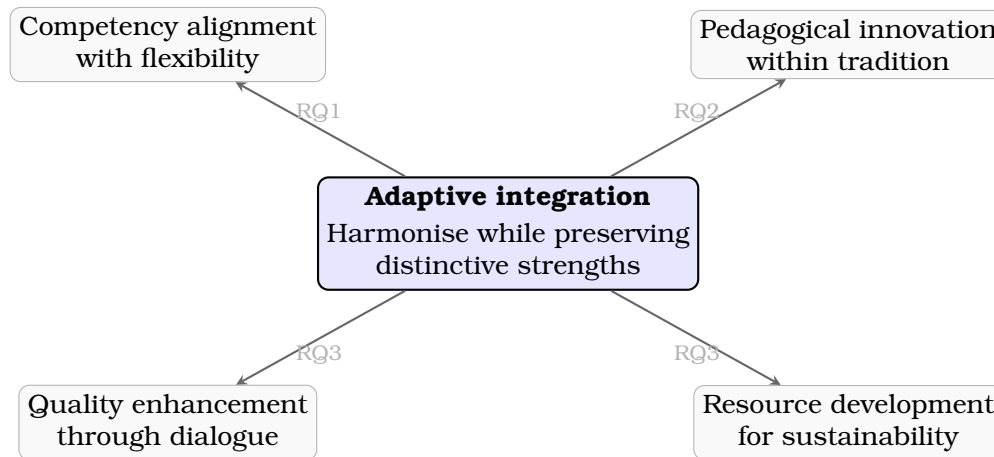 Competency alignment
with flexibility
Pedagogical innovation
within tradition
RQ1
RQ2
Adaptive integration
Harmonise while preserving
distinctive strengths
RQ3
RQ3
Quality enhancement
through dialogue
Resource development
for sustainability